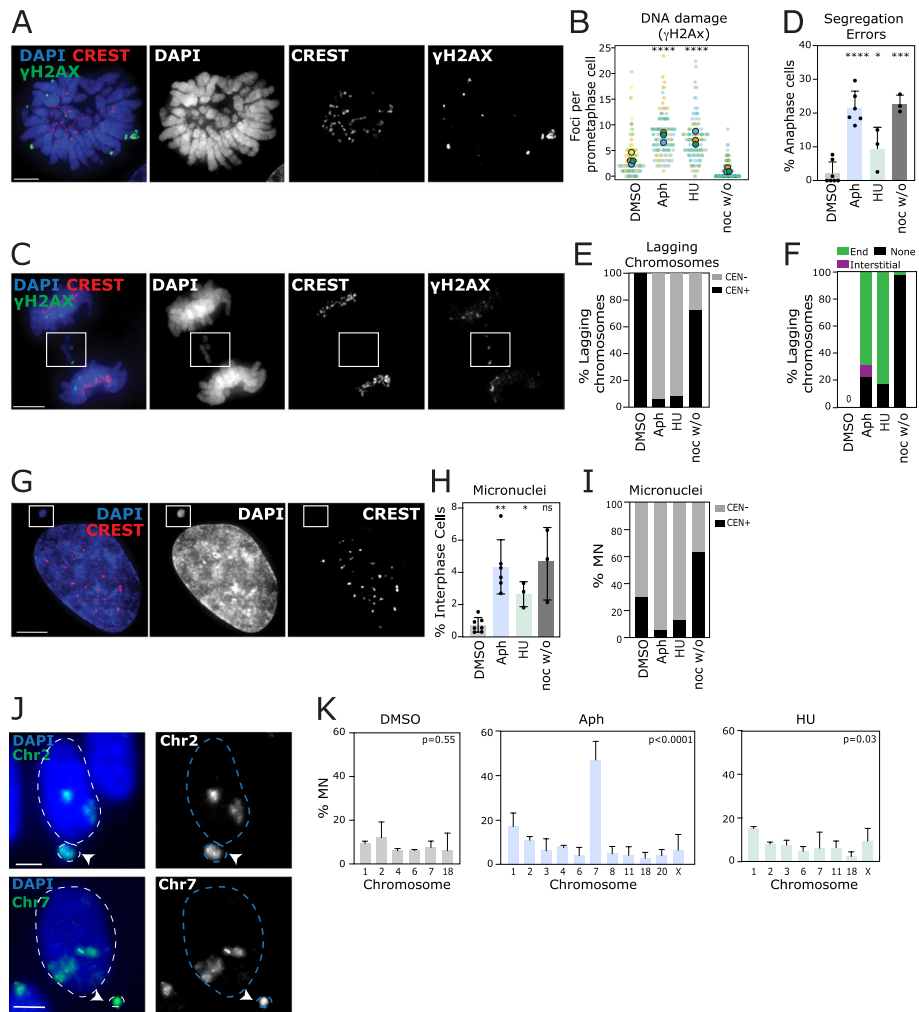 A
DAPI CREST
γH2AX
DAPI
CREST
γH2AX
B
DNA damage
(γH2Ax)
**** ****
Foci per
prometaphase cell
25
20
15
10
5
0
DMSO
Aph
HU
noc w/o
D
Segregation
Errors
**** * ***
% Anaphase cells
40
30
20
10
0
DMSO
Aph
HU
noc w/o
C
DAPI CREST
γH2AX
DAPI
CREST
γH2AX
E
Lagging
Chromosomes
CEN-
CEN+
% Lagging
chromosomes
100
80
60
40
20
0
DMSO
Aph
HU
noc w/o
F
End
None
Interstitial
% Lagging
chromosomes
100
80
60
40
20
0
0
DMSO
Aph
HU
noc w/o
G
DAPI
CREST
DAPI
CREST
H
Micronuclei
** * ns
% Interphase Cells
8
6
4
2
0
DMSO
Aph
HU
noc w/o
I
Micronuclei
CEN-
CEN+
% MN
100
80
60
40
20
0
DMSO
Aph
HU
noc w/o
J
DAPI
Chr2
Chr2
DAPI
Chr7
Chr7
K
DMSO
p=0.55
% MN
60
40
20
0
1 2 4 6 7 18
Chromosome
Aph
p<0.0001
60
40
20
0
1 2 3 4 6 7 8 11 18 20 X
Chromosome
HU
p=0.03
60
40
20
0
1 2 3 6 7 11 18 X
Chromosome